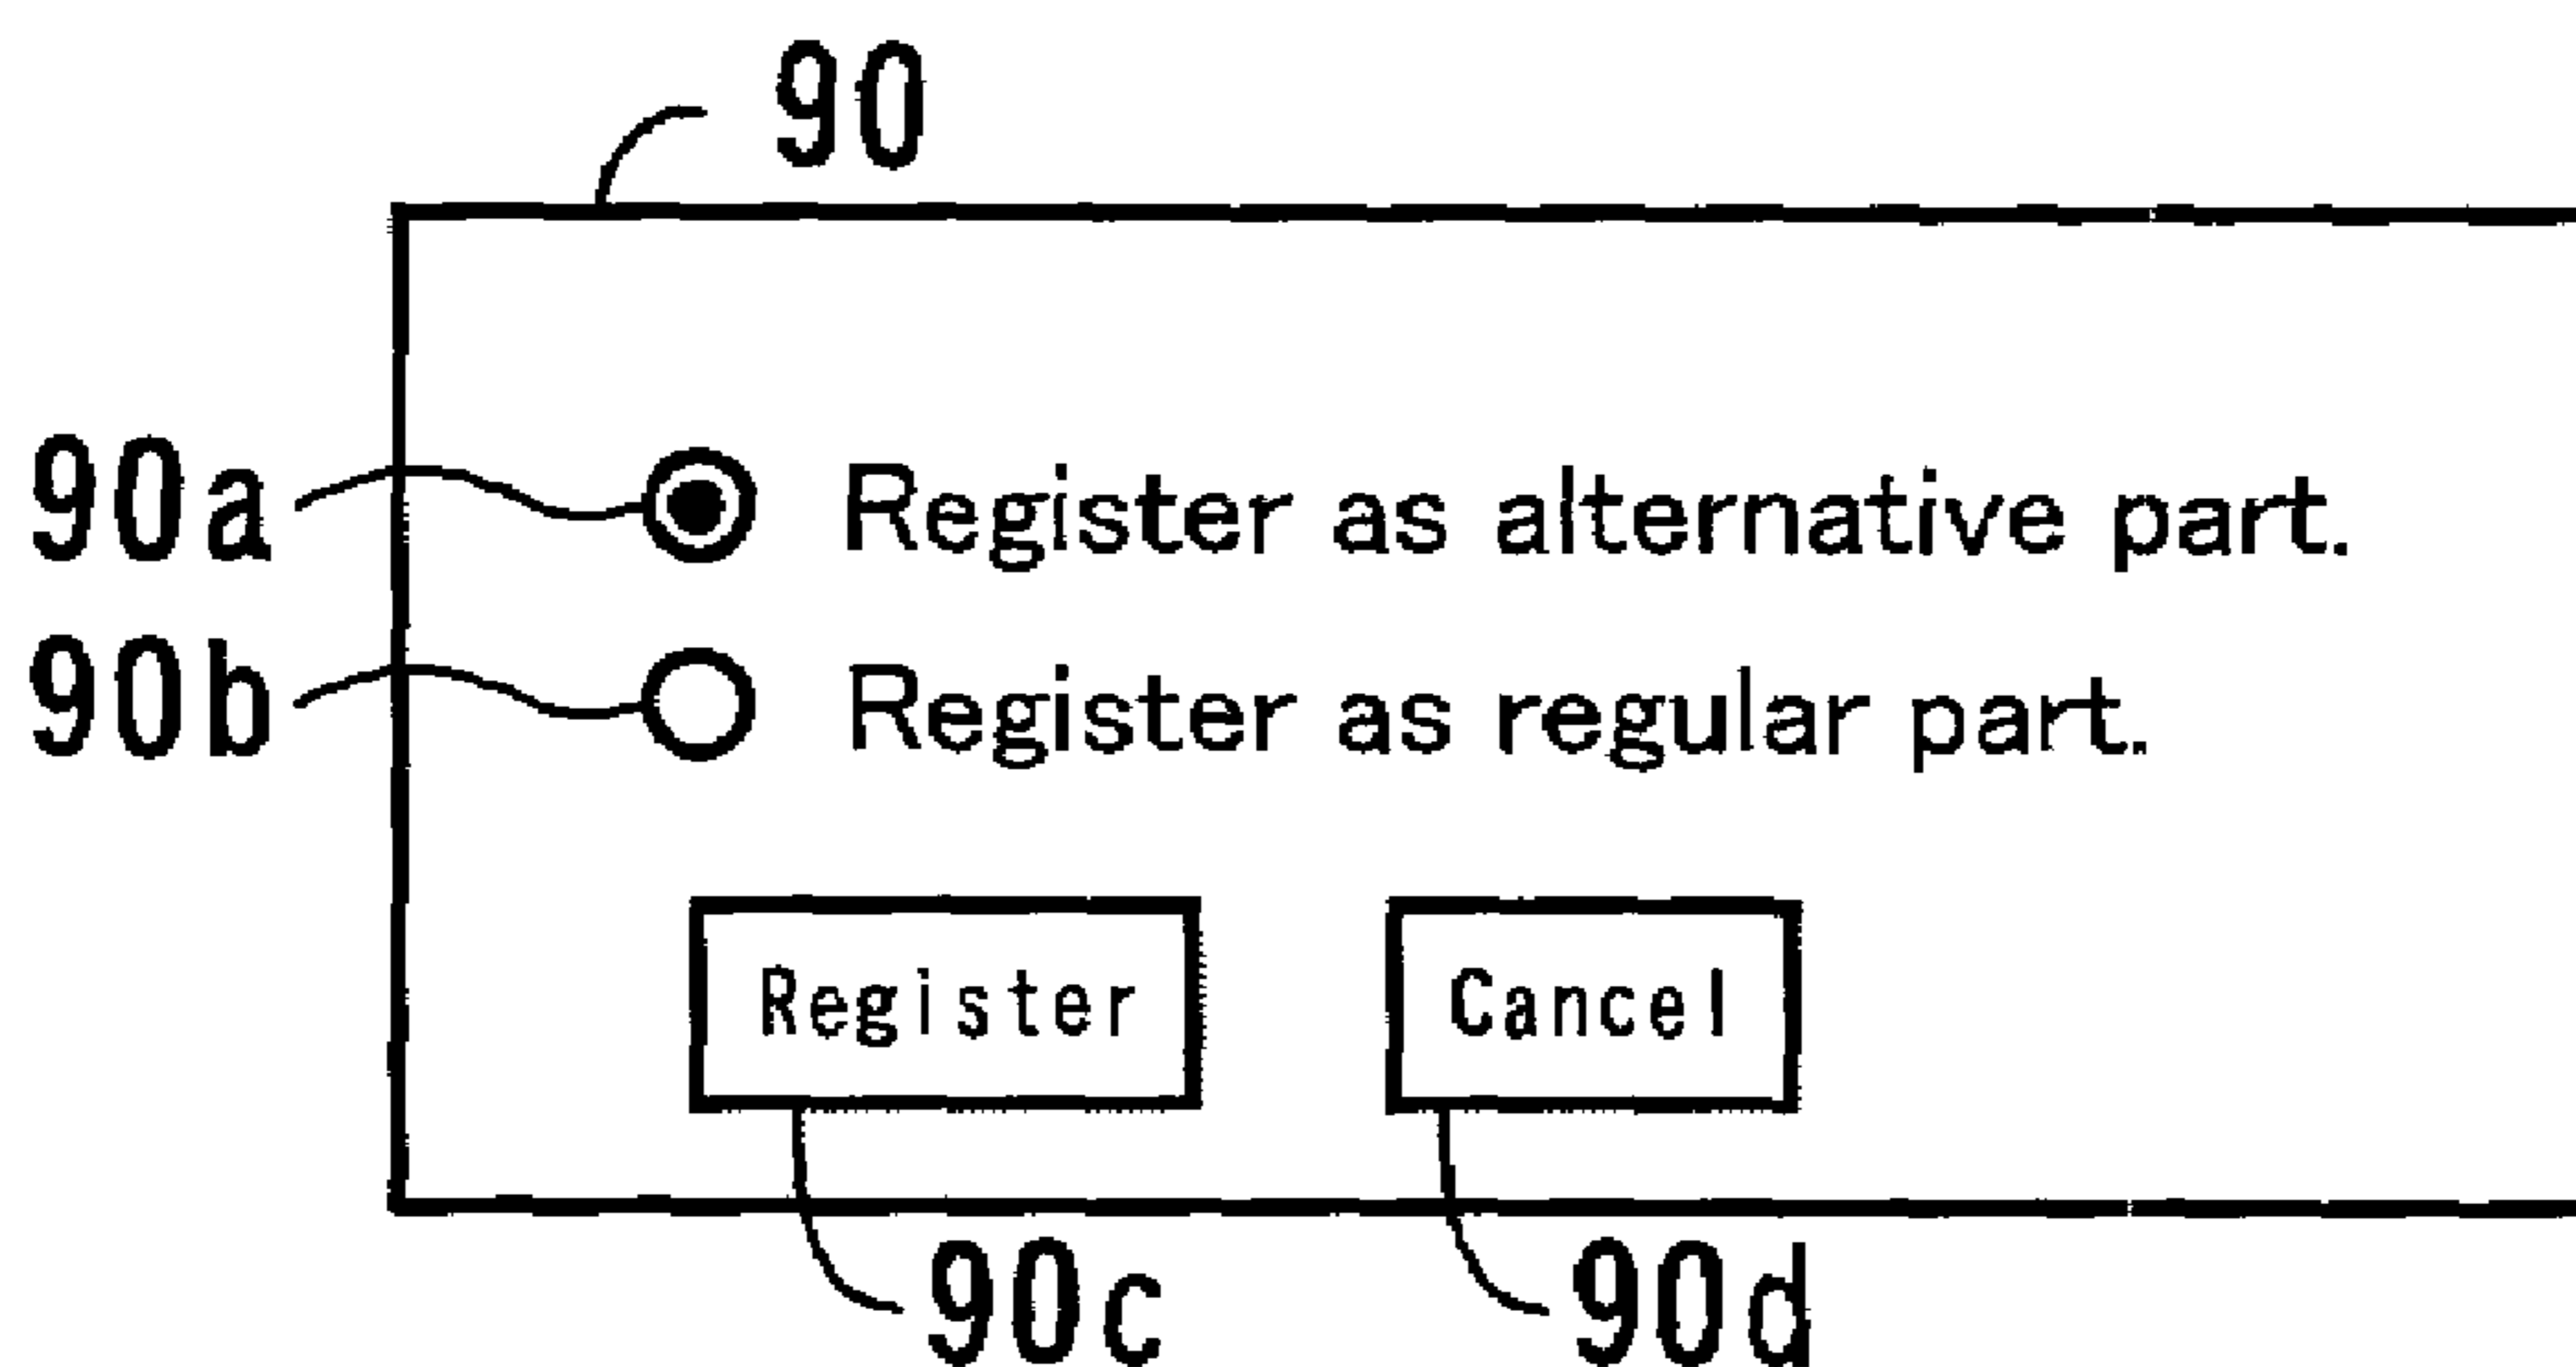 90
90a Register as alternative part.
90b Register as regular part.
Register Cancel
90c 90d